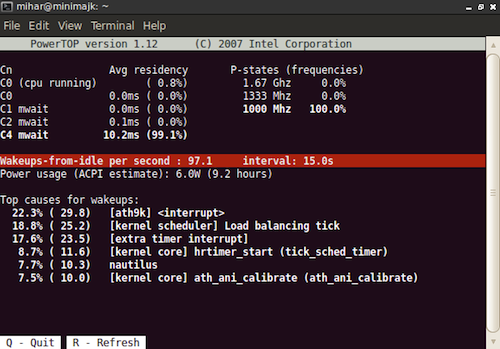 mihar@minimajk: ~
File Edit View Terminal Help
PowerTOP version 1.12 (C) 2007 Intel Corporation
Cn Avg residency P-states (frequencies)
C0 (cpu running) ( 0.8%) 1.67 Ghz 0.0%
C0 0.0ms ( 0.0%) 1333 Mhz 0.0%
C1 mwait 0.0ms ( 0.0%) 1000 Mhz 100.0%
C2 mwait 0.1ms ( 0.0%)
C4 mwait 10.2ms (99.1%)
Wakeups-from-idle per second : 97.1 interval: 15.0s
Power usage (ACPI estimate): 6.0W (9.2 hours)
Top causes for wakeups:
22.3% ( 29.8) [ath9k] <interrupt>
18.8% ( 25.2) [kernel scheduler] Load balancing tick
17.6% ( 23.5) [extra timer interrupt]
8.7% ( 11.6) [kernel core] hrtimer_start (tick_sched_timer)
7.7% ( 10.3) nautilus
7.5% ( 10.0) [kernel core] ath_ani_calibrate (ath_ani_calibrate)
Q - Quit R - Refresh